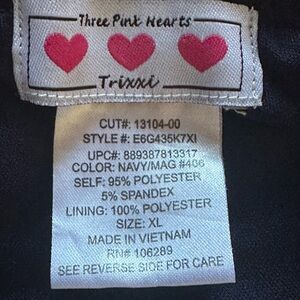 Three Pink Hearts
Trixxi
CUT#: 13104-00
STYLE #: E6G435K7XI
UPC#: 889387813317
COLOR: NAVY/MAG #406
SELF: 95% POLYESTER
5% SPANDEX
LINING: 100% POLYESTER
SIZE: XL
MADE IN VIETNAM
RN# 106289
SEE REVERSE SIDE FOR CARE